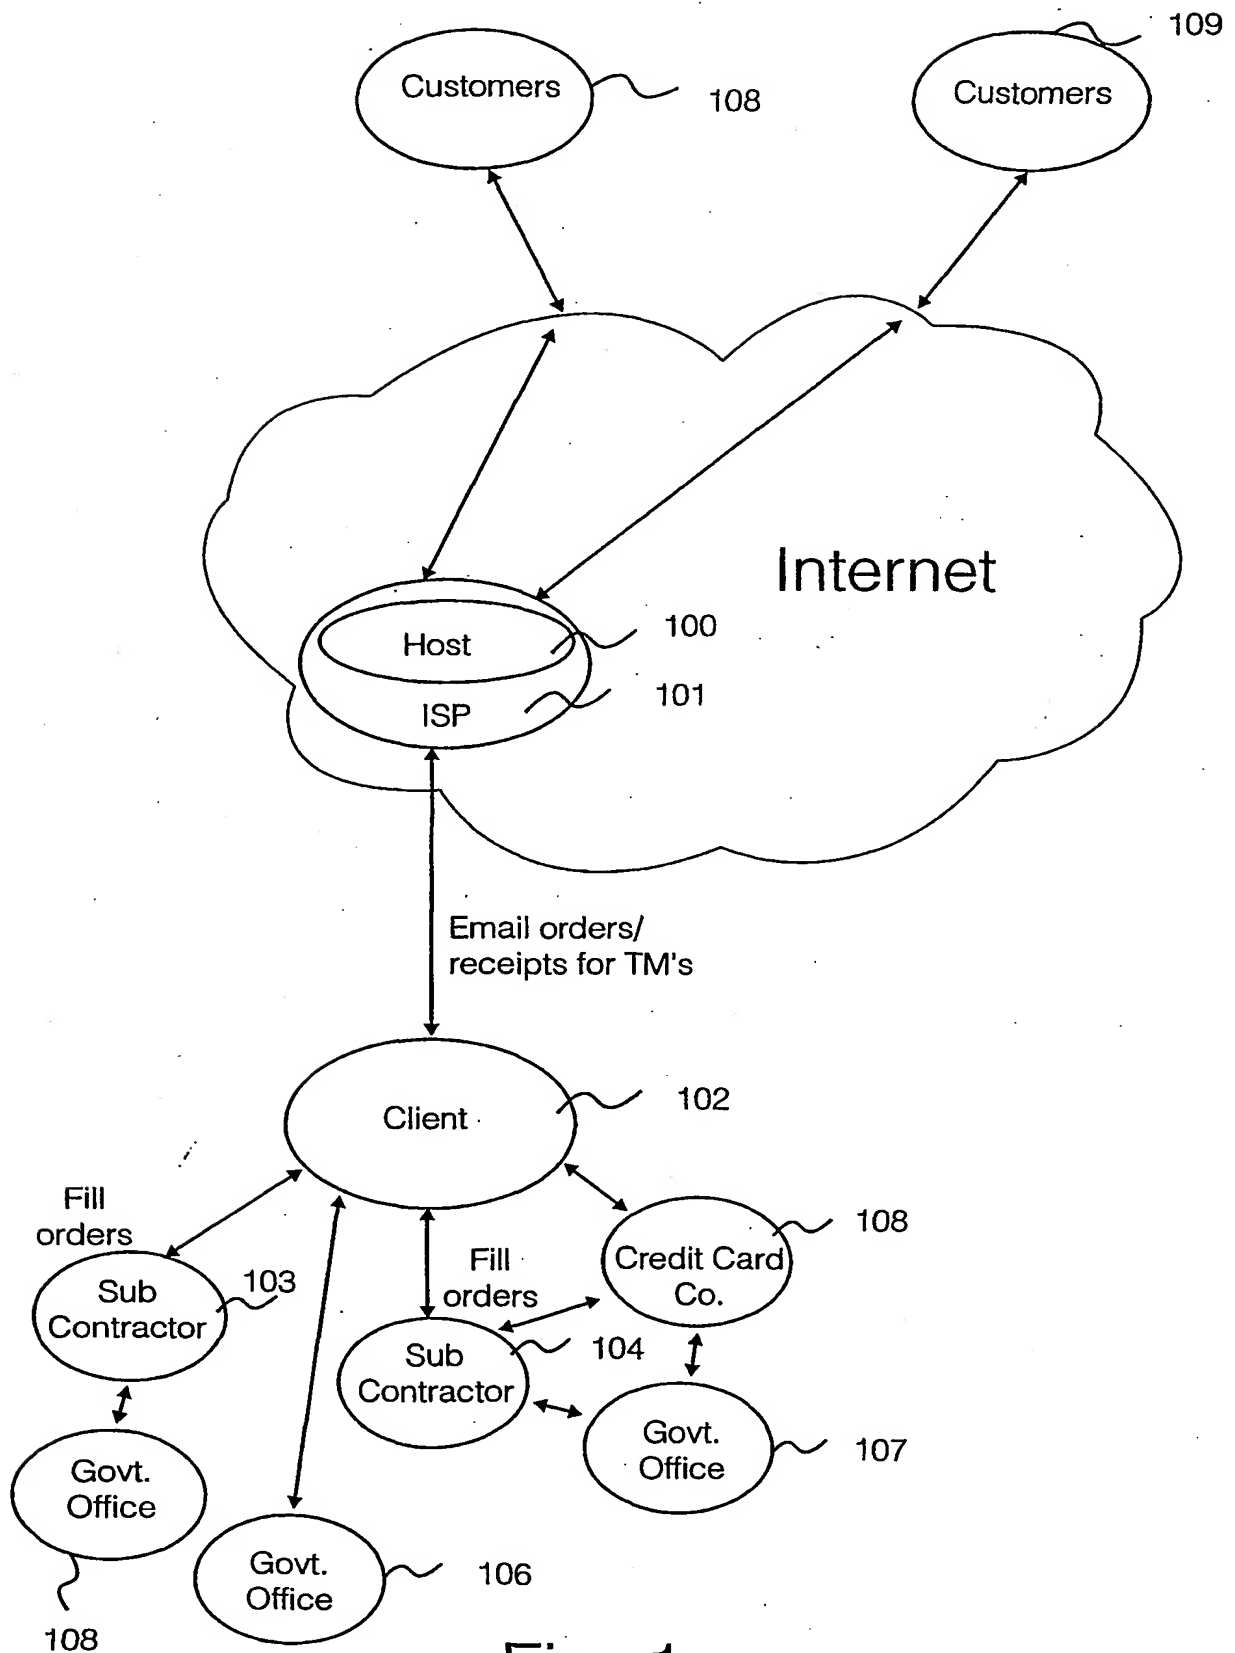 109
Customers
108
Customers
Internet
Host
100
ISP
101
Email orders/
receipts for TM's
Client
102
Fill
orders
108
Credit Card
Co.
Fill
orders
103
Sub
Contractor
104
Sub
Contractor
Govt.
Office
107
Govt.
Office
Govt.
Office
106
108